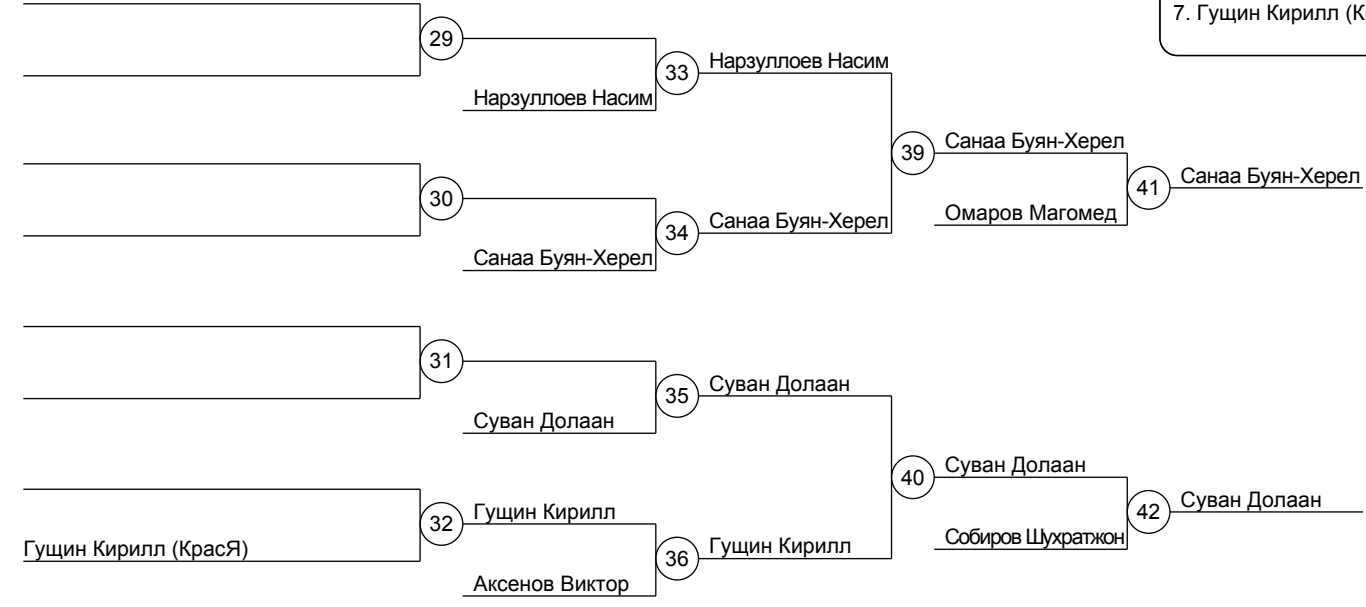 7. Гущин Кирилл (К
29
33
Нарзуллоев Насим
Нарзуллоев Насим
39
Санаа Буян-Херел
41
Санаа Буян-Херел
30
Омаров Магомед
34
Санаа Буян-Херел
Санаа Буян-Херел
31
35
Суван Долаан
Суван Долаан
40
Суван Долаан
42
Суван Долаан
32
Гущин Кирилл
Собиров Шухратжон
Гущин Кирилл (КрасЯ)
36
Гущин Кирилл
Аксенов Виктор